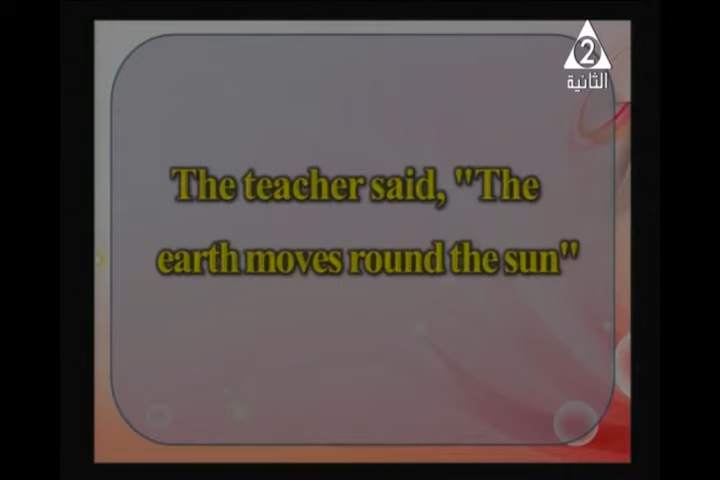 2
الثانية
The teacher said, "The
earth moves round the sun"